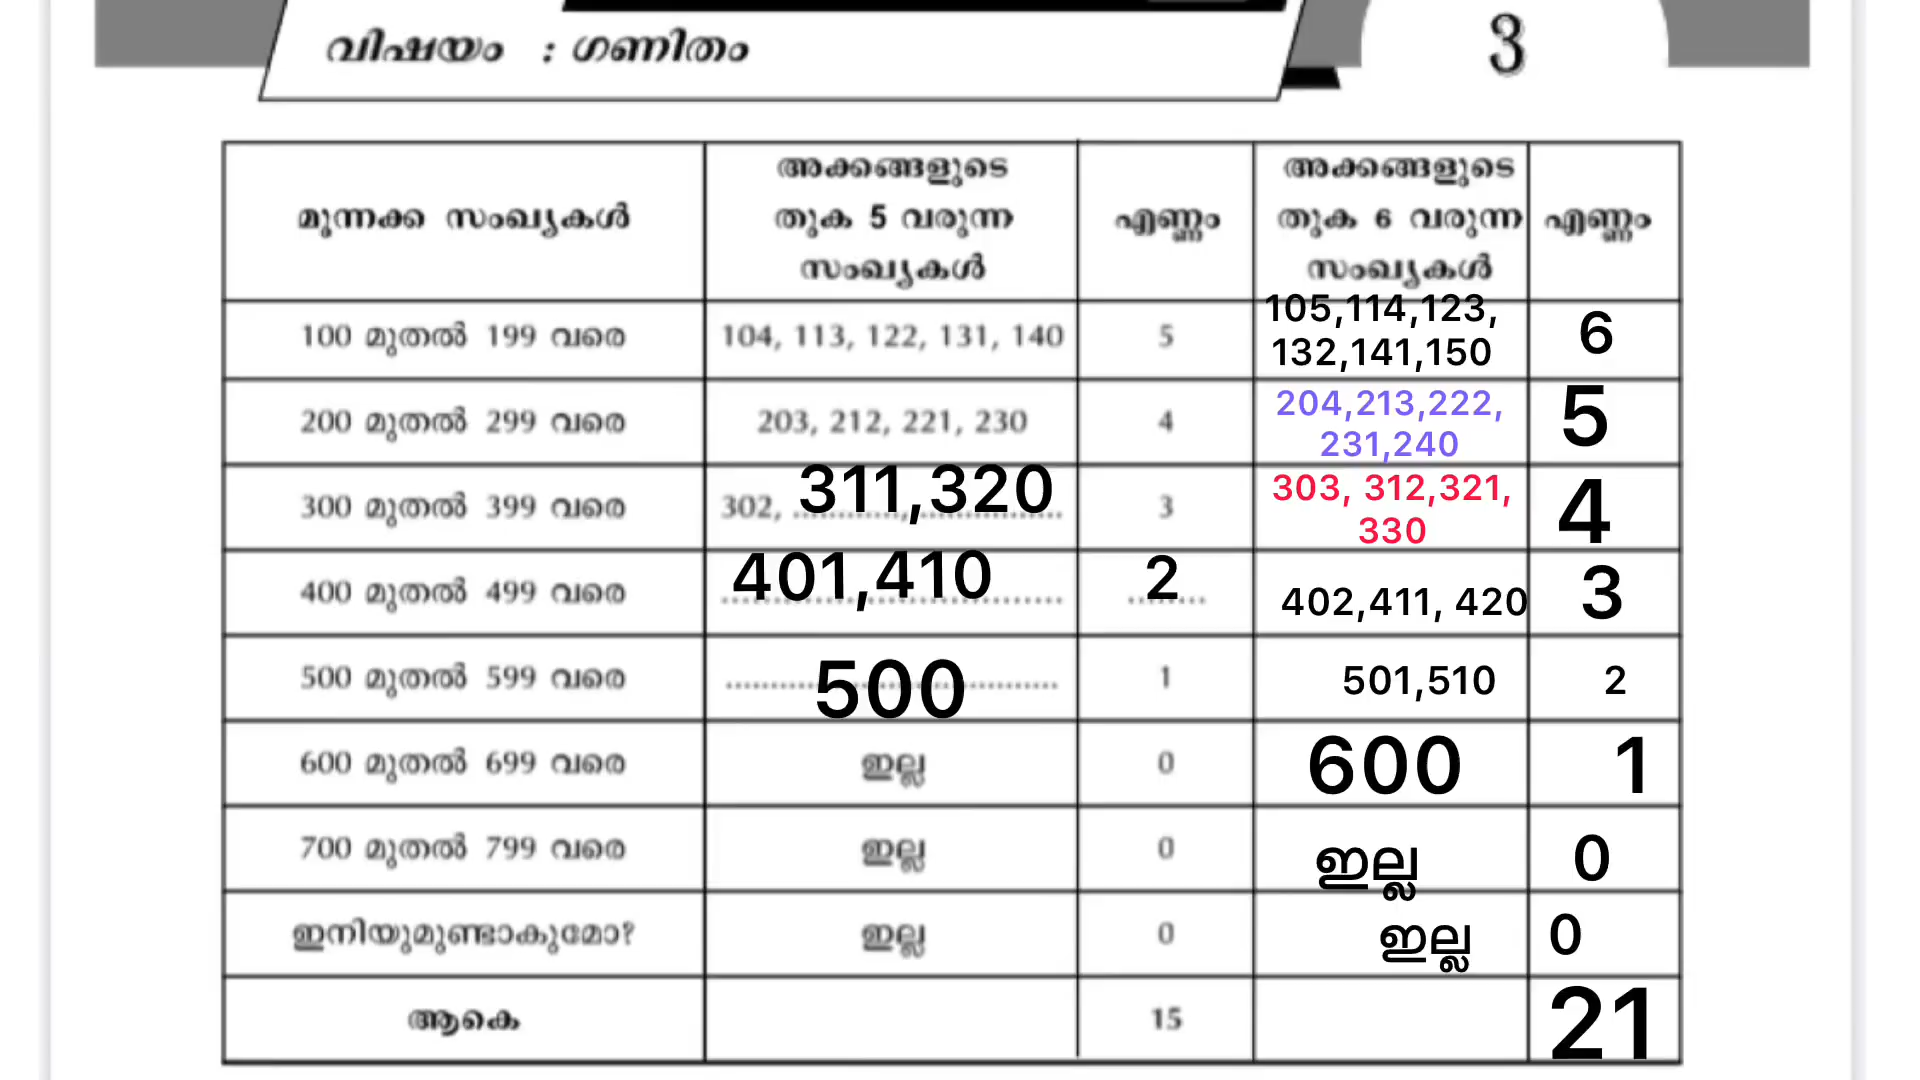 വിഷയം : ഗണിതം
3
മൂന്നക്ക സംഖ്യകൾ
അക്കങ്ങളുടെ
തുക 5 വരുന്ന
സംഖ്യകൾ
എണ്ണം
അക്കങ്ങളുടെ
തുക 6 വരുന്ന
സംഖ്യകൾ
എണ്ണം
100 മുതൽ 199 വരെ
104, 113, 122, 131, 140
5
105,114,123,
132,141,150
6
200 മുതൽ 299 വരെ
203, 212, 221, 230
4
204,213,222,
231,240
5
300 മുതൽ 399 വരെ
302, 311,320
3
303, 312,321,
330
4
400 മുതൽ 499 വരെ
401,410
2
402,411, 420
3
500 മുതൽ 599 വരെ
500
1
501,510
2
600 മുതൽ 699 വരെ
ഇല്ല
0
600
1
700 മുതൽ 799 വരെ
ഇല്ല
0
ഇല്ല
0
ഇനിയുമുണ്ടാകുമോ?
ഇല്ല
0
ഇല്ല
0
ആകെ
15
21